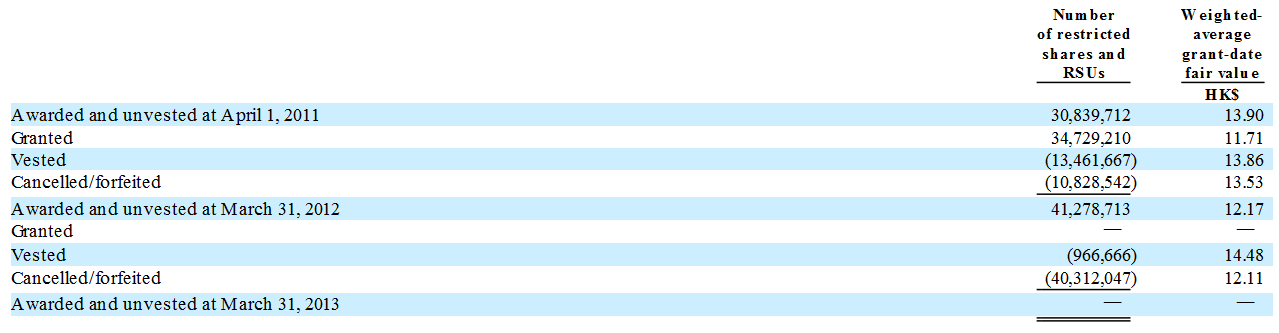 Number Weighted-
of restricted average
shares and grant-date
RSUs fair value
HK$
Awarded and unvested at April 1, 2011 30,839,712 13.90
Granted 34,729,210 11.71
Vested (13,461,667) 13.86
Cancelled/forfeited (10,828,542) 13.53
Awarded and unvested at March 31, 2012 41,278,713 12.17
Granted — —
Vested (966,666) 14.48
Cancelled/forfeited (40,312,047) 12.11
Awarded and unvested at March 31, 2013 — —